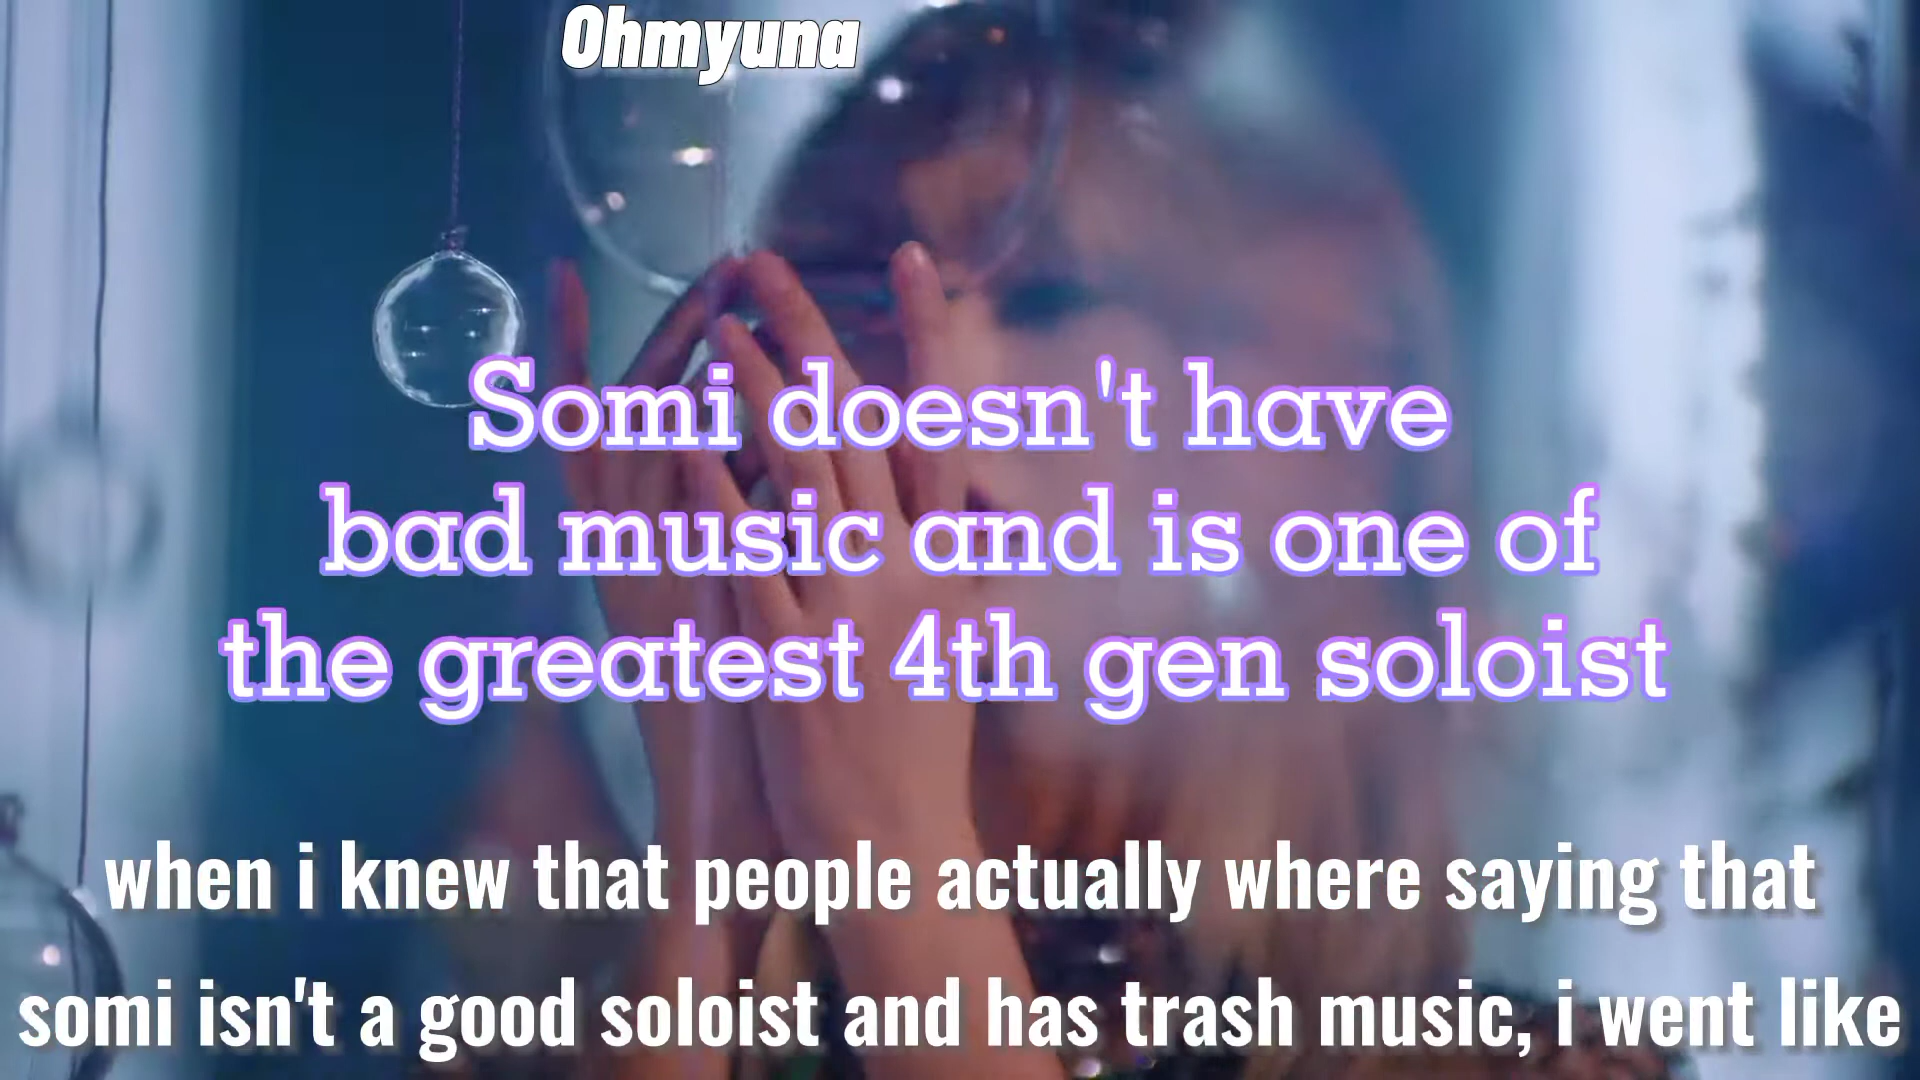 Ohmyuna
Somi doesn't have
bad music and is one of
the greatest 4th gen soloist
when i knew that people actually where saying that
somi isn't a good soloist and has trash music, i went like